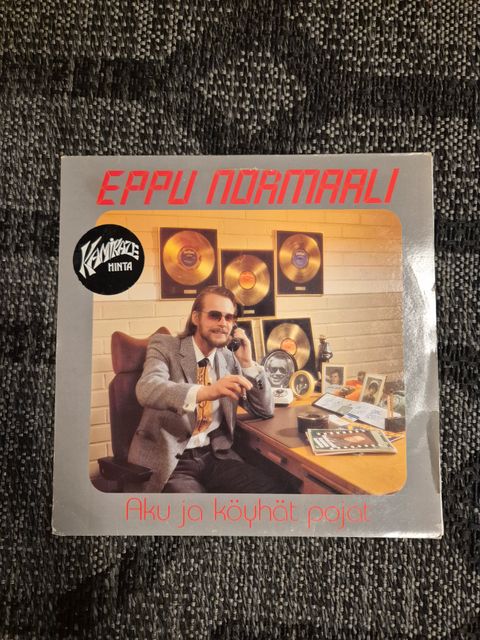 EPPU NORMAALI
KAMIKAZE
HINTA
Aku ja köyhät pojat